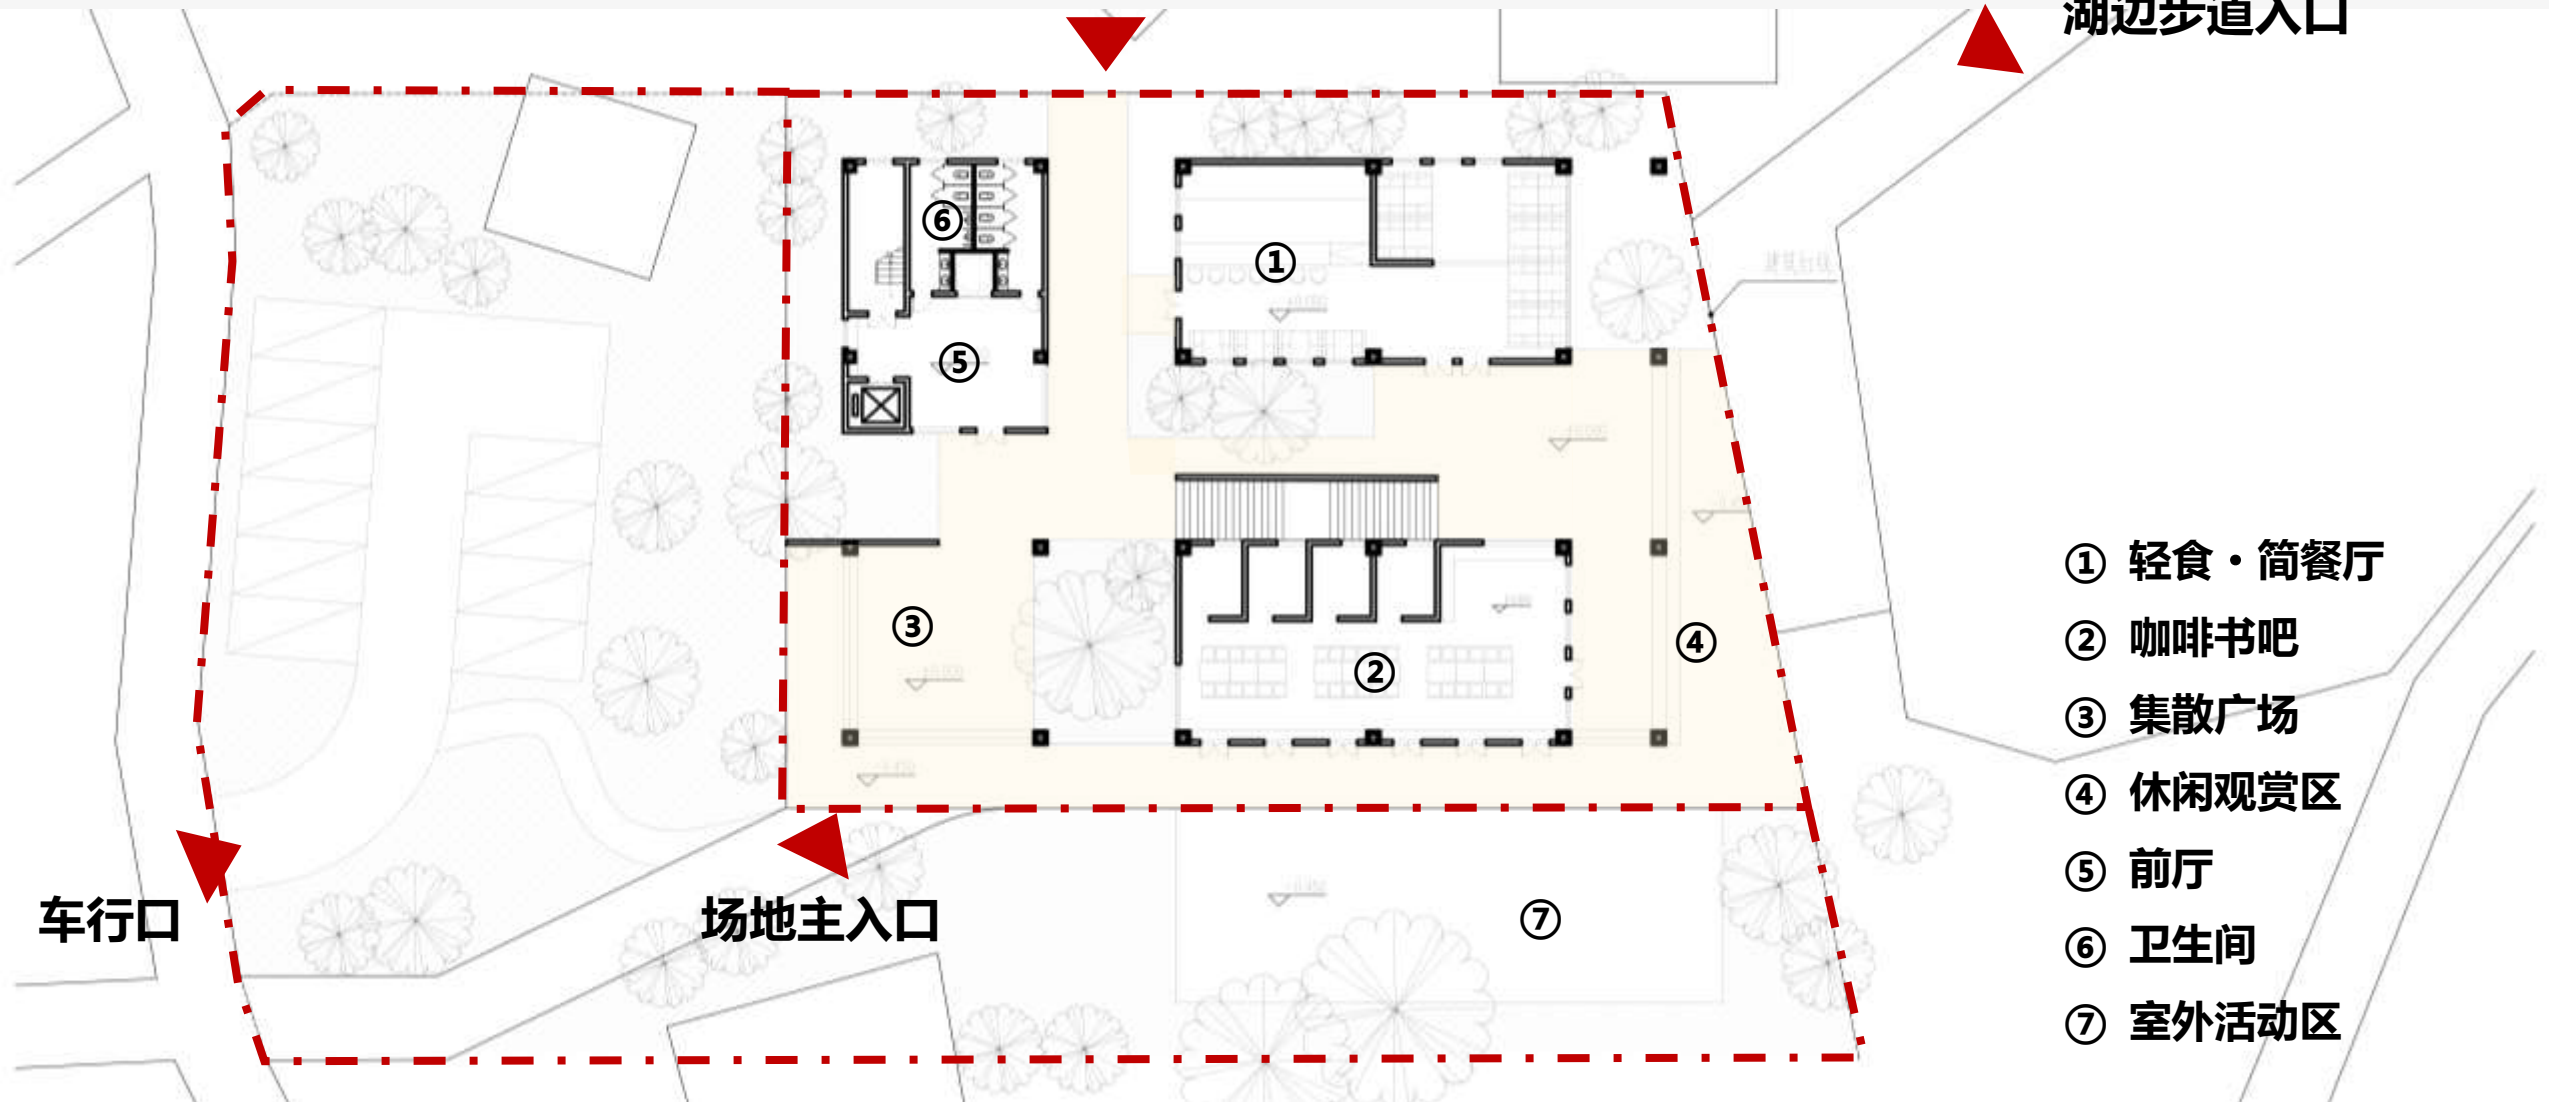 湖边步道入口
⑥
①
⑤
③
④
②
车行口
场地主入口
⑦
① 轻食·简餐厅
② 咖啡书吧
③ 集散广场
④ 休闲观赏区
⑤ 前厅
⑥ 卫生间
⑦ 室外活动区